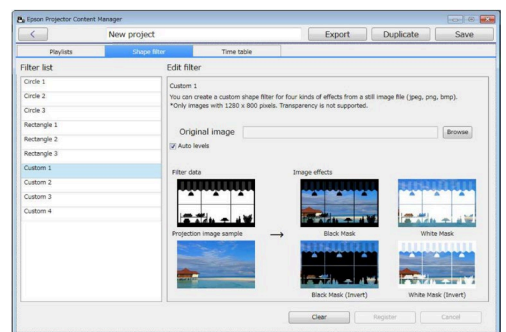 Epson Projector Content Manager
<
New project
Export
Duplicate
Save
Playlists
Shape filter
Time table
Filter list
Circle 1
Circle 2
Circle 3
Rectangle 1
Rectangle 2
Rectangle 3
Custom 1
Custom 2
Custom 3
Custom 4
Edit filter
Custom 1
You can create a custom shape filter for four kinds of effects from a still image file (jpeg, png, bmp).
*Only images with 1280 x 800 pixels. Transparency is not supported.
Original image
Browse
Auto levels
Filter data
Image effects
Black Mask
White Mask
Projection image sample
→
Black Mask (Invert)
White Mask (Invert)
Clear
Register
Cancel